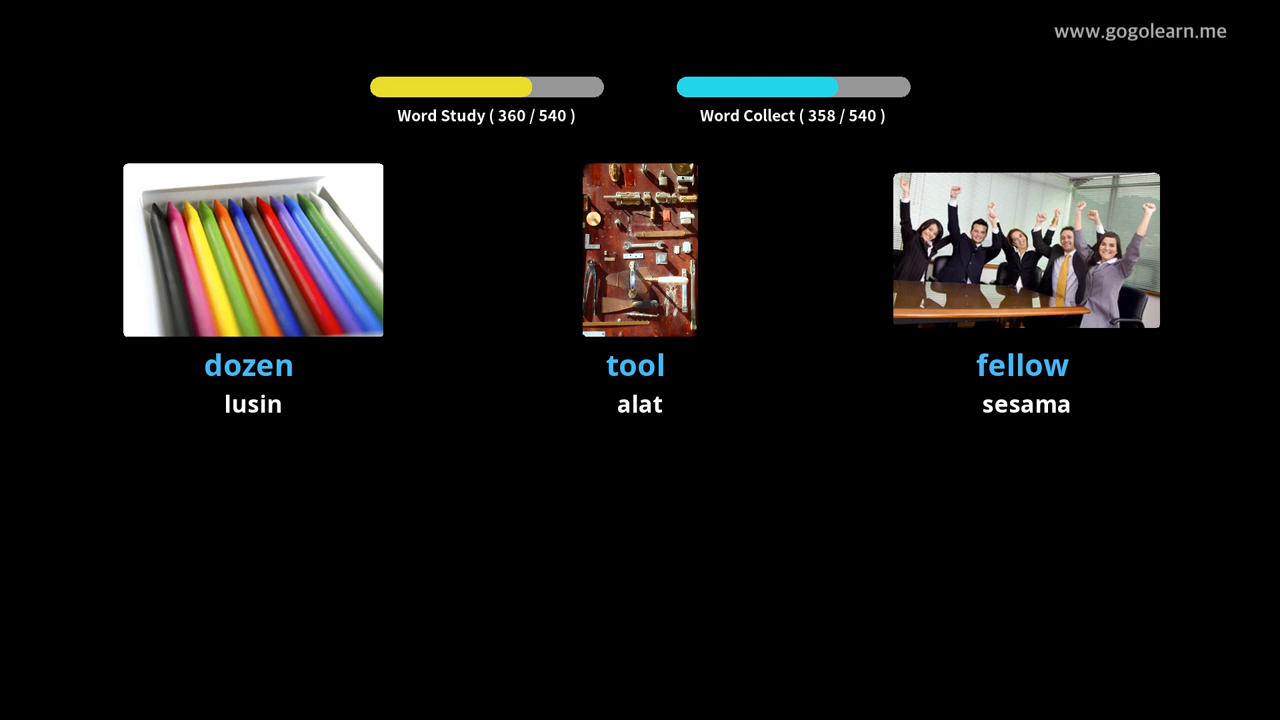 www.gogolearn.me
Word Study ( 360 / 540 )
Word Collect ( 358 / 540 )
dozen
lusin
tool
alat
fellow
sesama